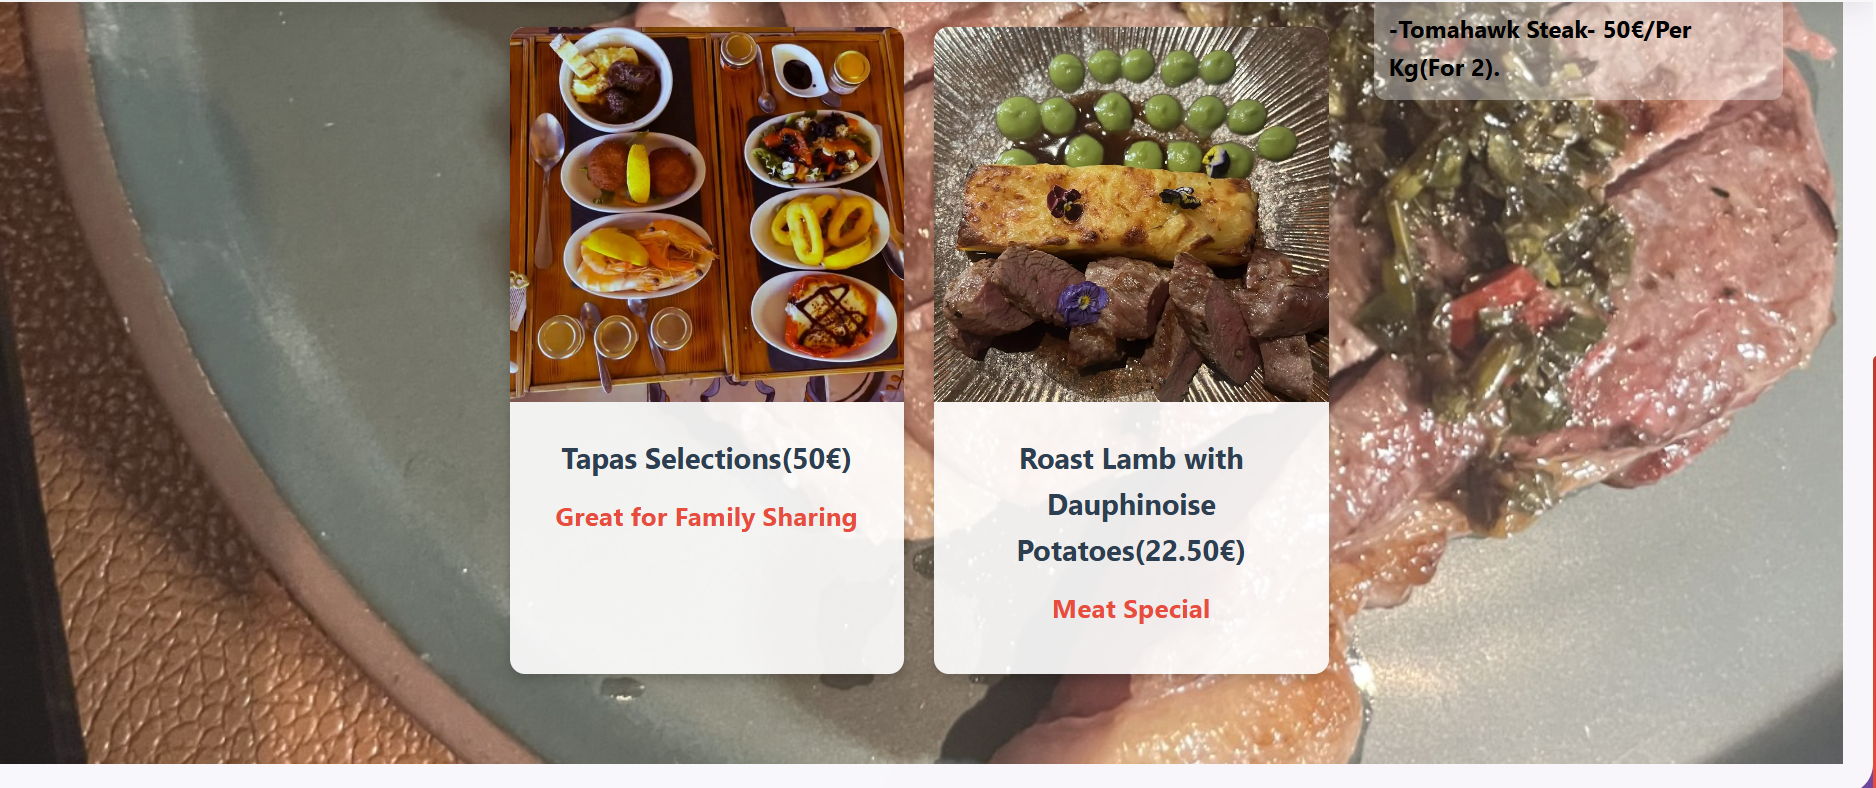 -Tomahawk Steak- 50€/Per
Kg(For 2).
Tapas Selections(50€)
Great for Family Sharing
Roast Lamb with
Dauphinoise
Potatoes(22.50€)
Meat Special